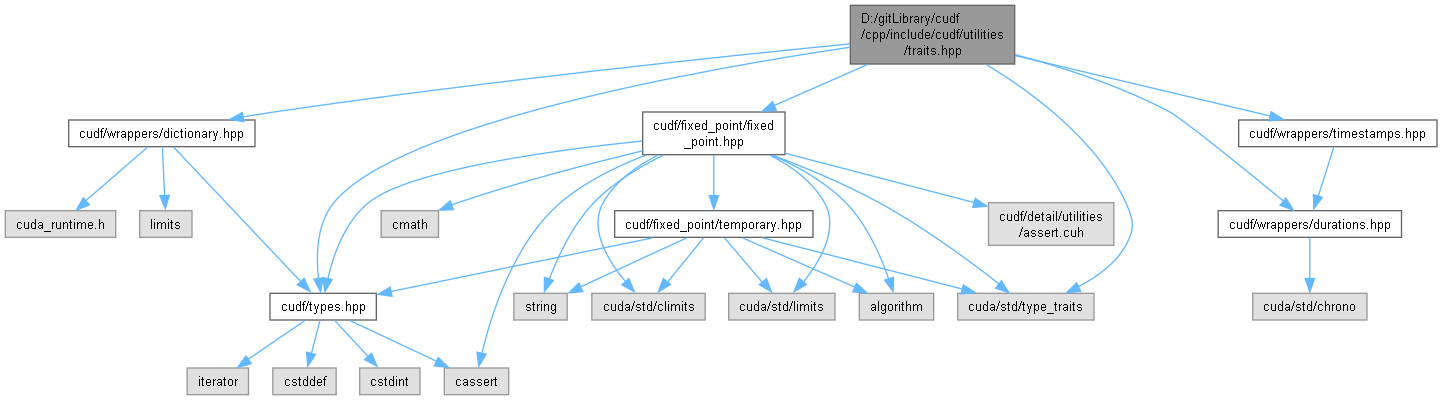 D:/gitLibrary/cudf
/cpp/include/cudf/utilities
/traits.hpp
cudf/wrappers/dictionary.hpp
cudf/fixed_point/fixed
_point.hpp
cudf/wrappers/timestamps.hpp
cuda_runtime.h
limits
cmath
cudf/fixed_point/temporary.hpp
cudf/detail/utilities
/assert.cuh
cudf/wrappers/durations.hpp
cudf/types.hpp
string
cuda/std/climits
cuda/std/limits
algorithm
cuda/std/type_traits
cuda/std/chrono
iterator
cstddef
cstdint
cassert